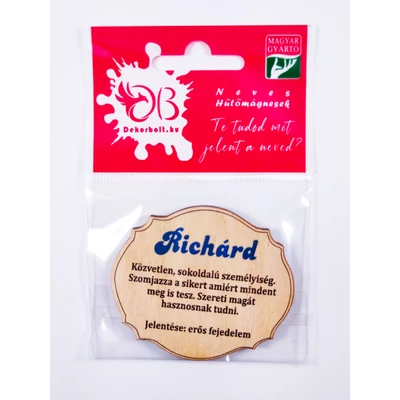 MAGYAR
GYÁRTÓ
DB
Dekorbolt.hu
Neves
Hűtőmágnesek
Te tudod mit
jelent a neved?
Richárd
Közvetlen, sokoldalú személyiség.
Szomjazza a sikert amiért mindent
meg is tesz. Szereti magát
hasznosnak tudni.
Jelentése: erős fejedelem